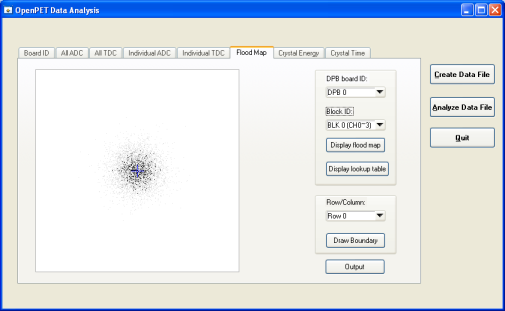 OpenPET Data Analysis
Board ID All ADC All TDC Individual ADC Individual TDC Flood Map Crystal Energy Crystal Time
DPB board ID:
DPB 0
Block ID:
BLK 0 (CH0~3)
Display flood map
Display lookup table
Row/Column:
Row 0
Draw Boundary
Output
Create Data File
Analyze Data File
Quit